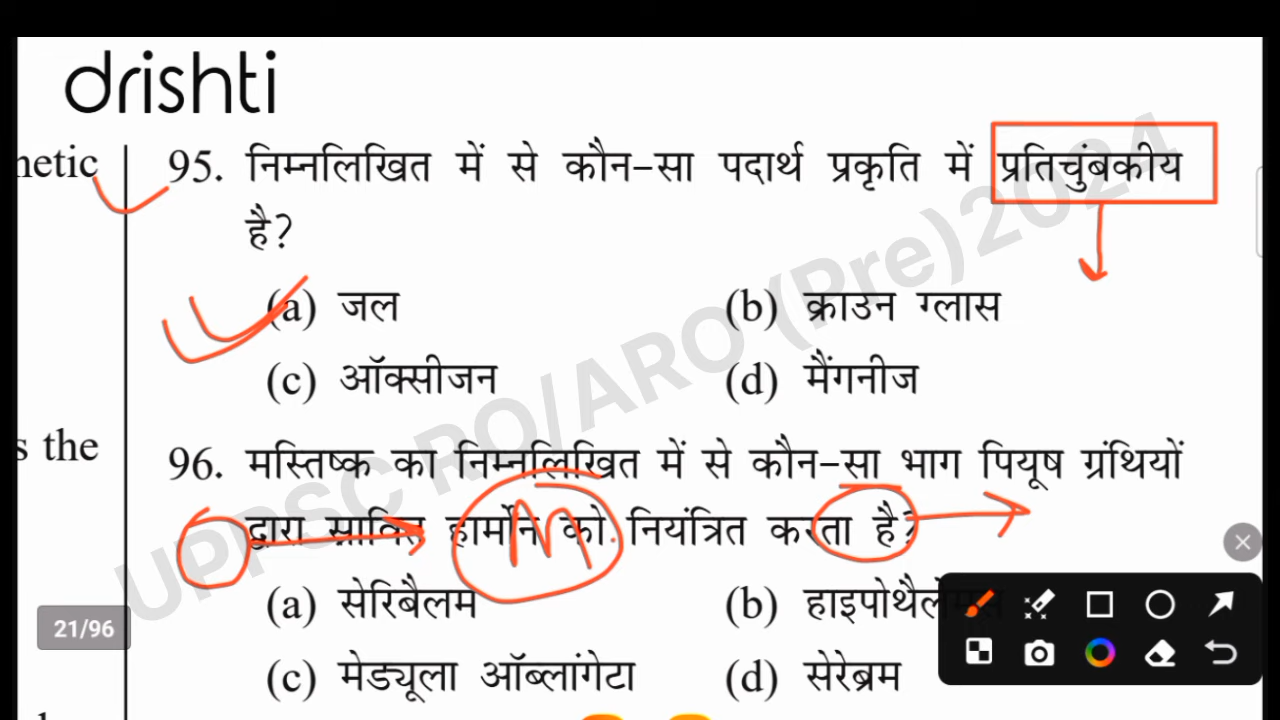 drishti
netic
95. निम्नलिखित में से कौन-सा पदार्थ प्रकृति में प्रतिचुंबकीय
है?
(a) जल
(b) क्राउन ग्लास
(c) ऑक्सीजन
(d) मैंगनीज
s the
96. मस्तिष्क का निम्नलिखित में से कौन-सा भाग पियूष ग्रंथियों
द्वारा स्रावित हार्मोन को नियंत्रित करता है?
(a) सेरिबैलम
(b) हाइपोथैलेमस
(c) मेड्यूला ऑब्लांगेटा
(d) सेरेब्रम
21/96
UPPSC RO/ARO (Pre) 2024
m